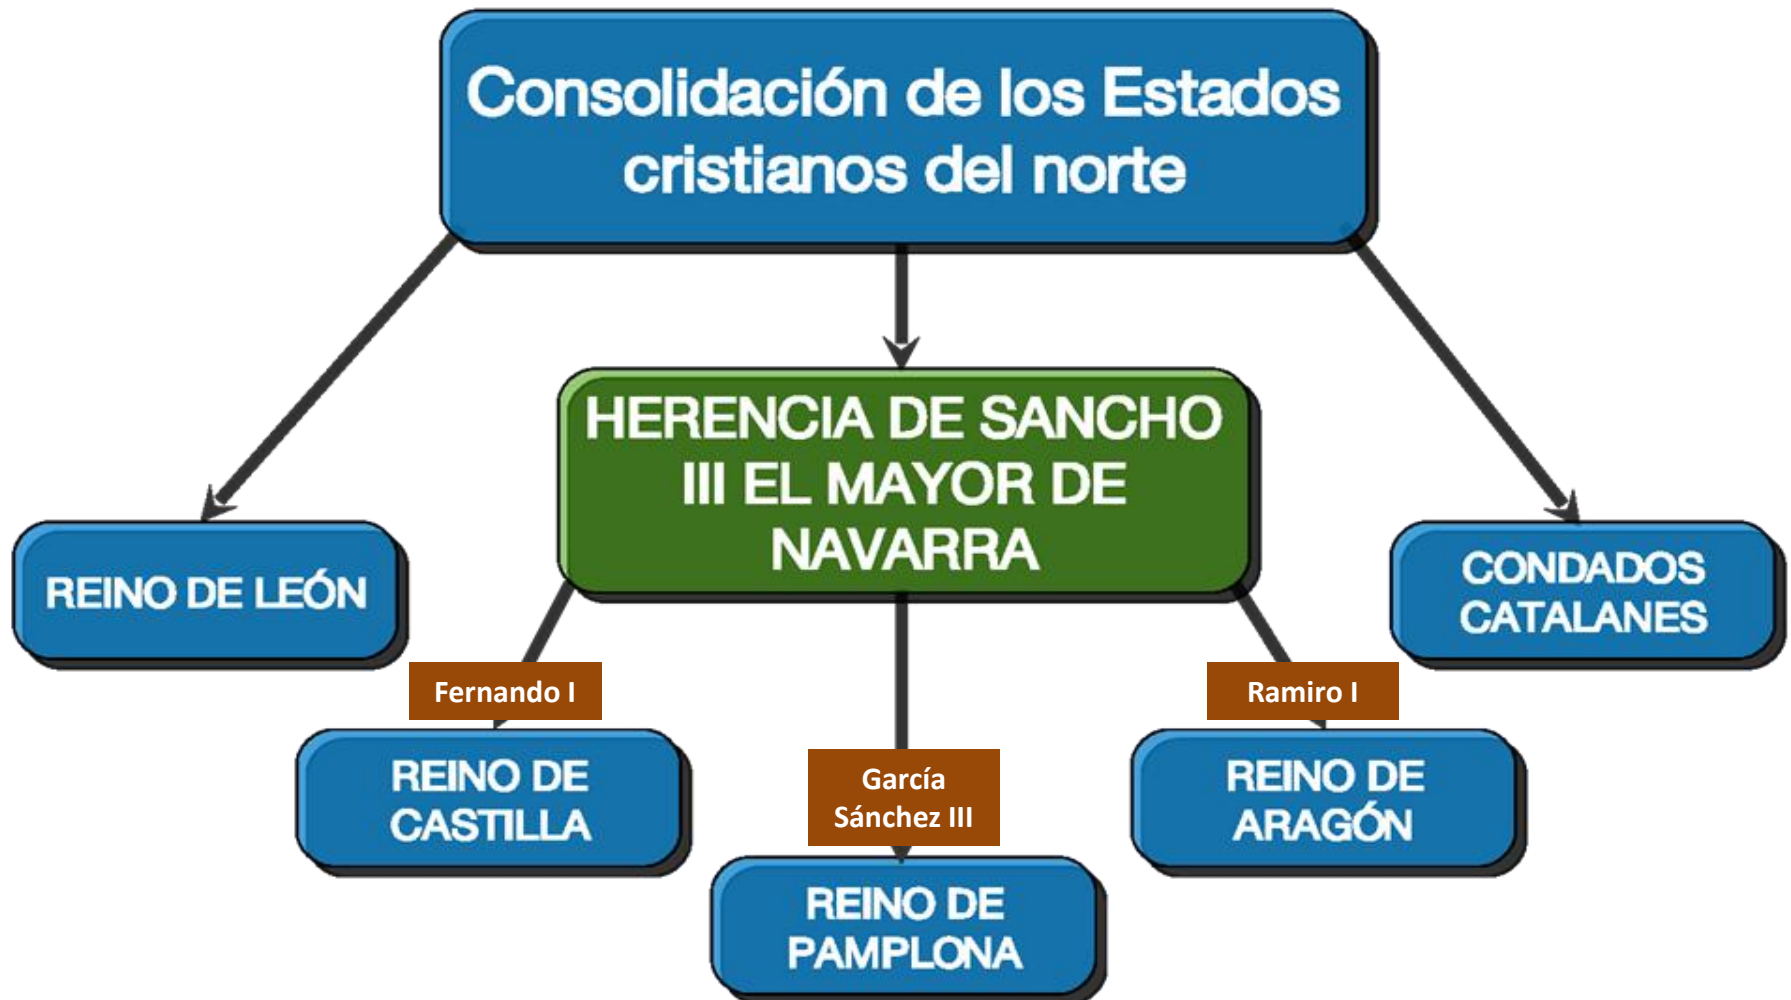 Consolidación de los Estados
cristianos del norte
HERENCIA DE SANCHO
III EL MAYOR DE
NAVARRA
REINO DE LEÓN
CONDADOS
CATALANES
Fernando I
Ramiro I
REINO DE
CASTILLA
García
Sánchez III
REINO DE
ARAGÓN
REINO DE
PAMPLONA